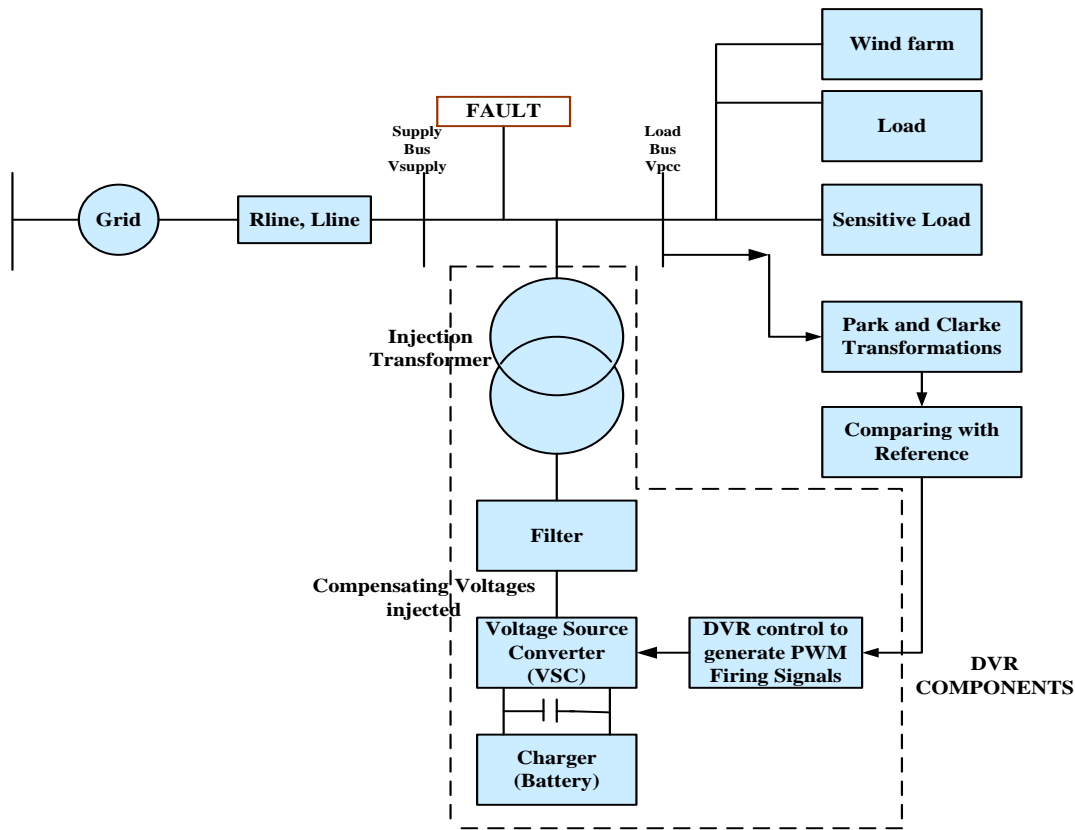 Wind farm
FAULT
Load
Supply
Bus
Vsupply
Load
Bus
Vpcc
Grid
Rline, Lline
Sensitive Load
Injection
Transformer
Park and Clarke
Transformations
Comparing with
Reference
Filter
Compensating Voltages
injected
Voltage Source
Converter
(VSC)
DVR control to
generate PWM
Firing Signals
DVR
COMPONENTS
Charger
(Battery)